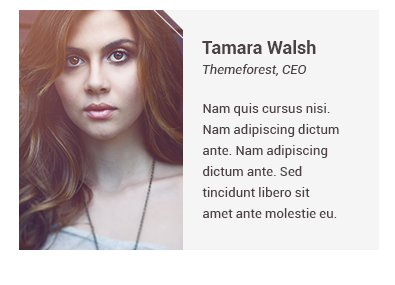 Tamara Walsh
Themeforest, CEO
Nam quis cursus nisi.
Nam adipiscing dictum
ante. Nam adipiscing
dictum ante. Sed
tincidunt libero sit
amet ante molestie eu.